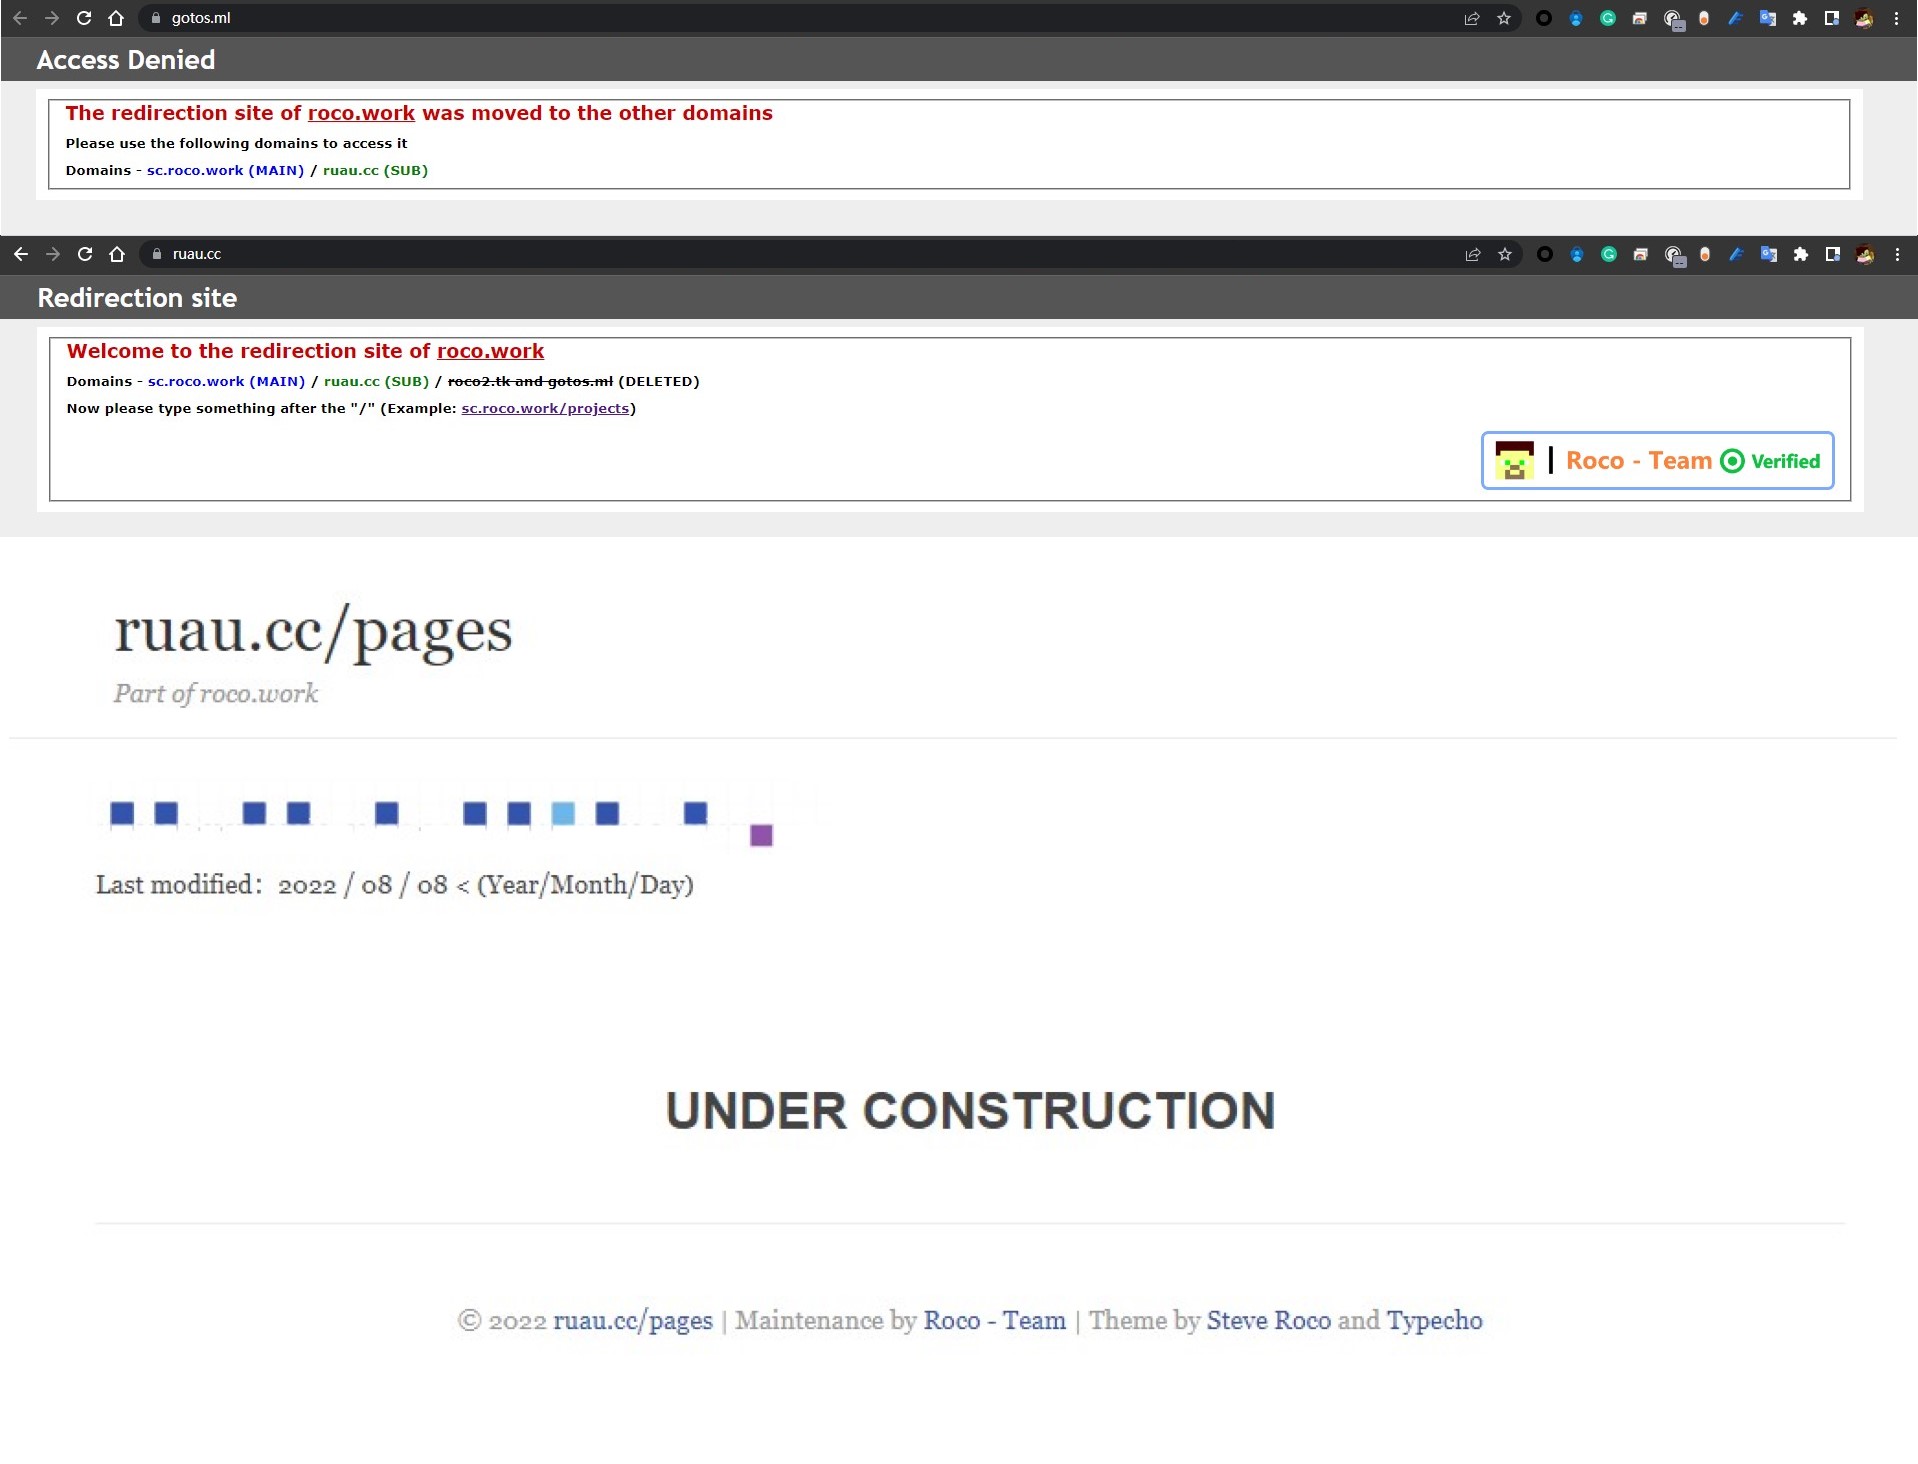 gotos.ml
Access Denied
The redirection site of roco.work was moved to the other domains
Please use the following domains to access it
Domains - sc.roco.work (MAIN) / ruau.cc (SUB)
ruau.cc
Redirection site
Welcome to the redirection site of roco.work
Domains - sc.roco.work (MAIN) / ruau.cc (SUB) / roco2.tk and gotos.ml (DELETED)
Now please type something after the "/" (Example: sc.roco.work/projects)
Roco - Team Verified
ruau.cc/pages
Part of roco.work
Last modified： 2022 / 08 / 08 < (Year/Month/Day)
UNDER CONSTRUCTION
© 2022 ruau.cc/pages | Maintenance by Roco - Team | Theme by Steve Roco and Typecho